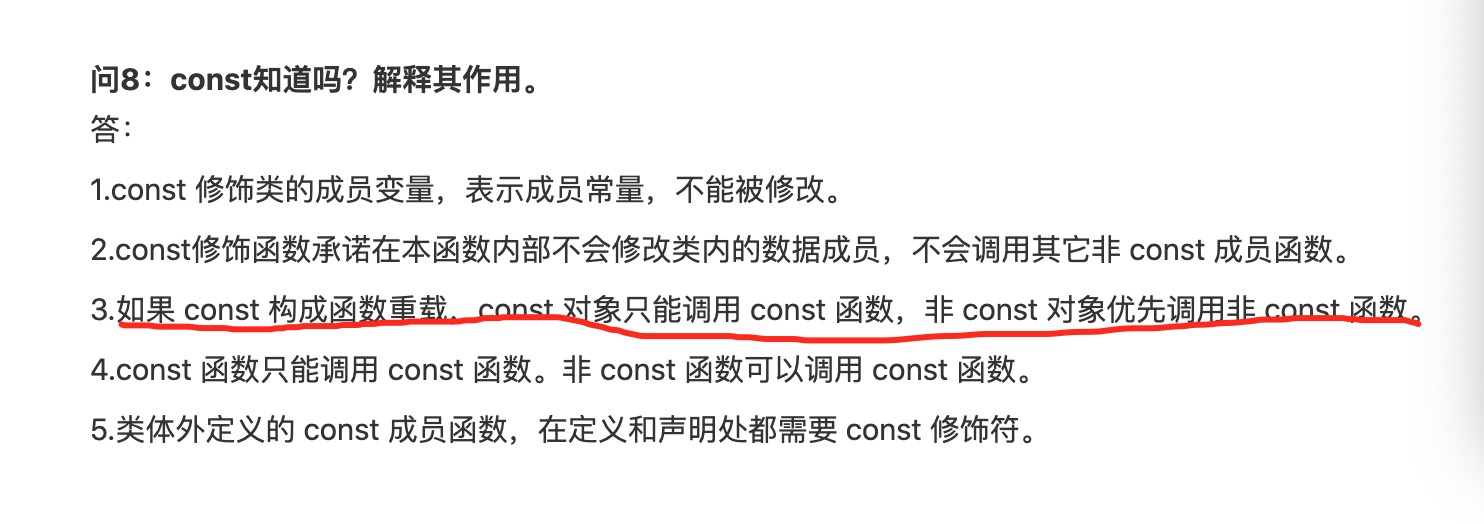 问8：const知道吗？解释其作用。
答：
1.const 修饰类的成员变量，表示成员常量，不能被修改。
2.const修饰函数承诺在本函数内部不会修改类内的数据成员，不会调用其它非 const 成员函数。
3.如果 const 构成函数重载，const 对象只能调用 const 函数，非 const 对象优先调用非 const 函数。
4.const 函数只能调用 const 函数。非 const 函数可以调用 const 函数。
5.类体外定义的 const 成员函数，在定义和声明处都需要 const 修饰符。